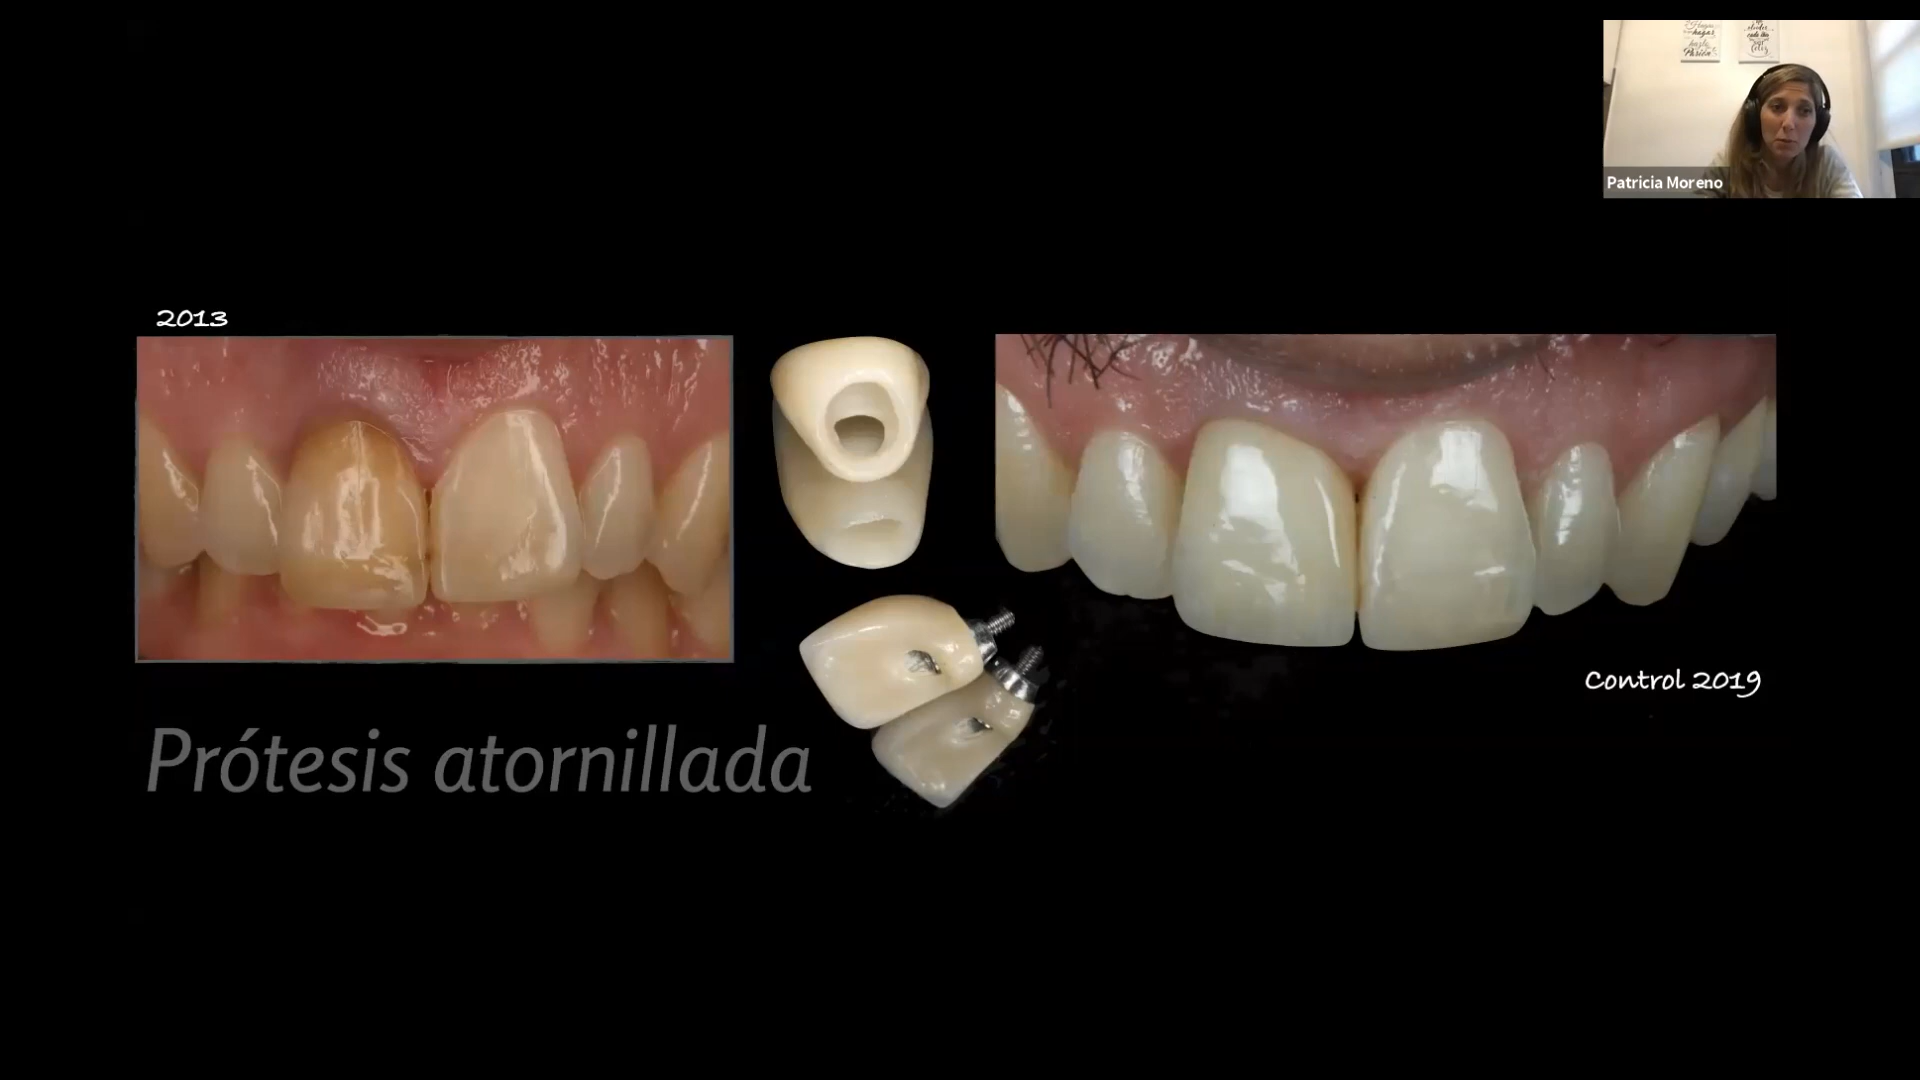 Patricia Moreno
2013
Control 2019
Prótesis atornillada